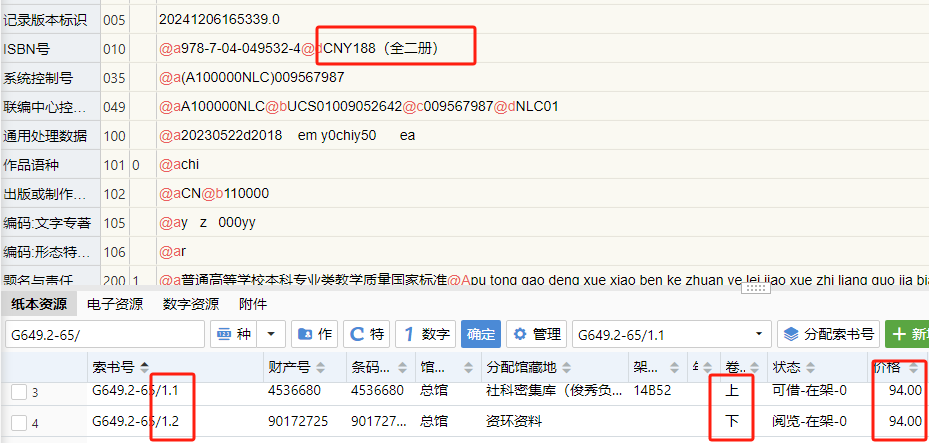 记录版本标识 005 20241206165339.0
ISBN号 010 @a978-7-04-049532-4@dCNY188（全二册）
系统控制号 035 @a(A100000NLC)009567987
联编中心控... 049 @aA100000NLC@bUCS01009052642@c009567987@dNLC01
通用处理数据 100 @a20230522d2018 em y0chiy50 ea
作品语种 101 0 @achi
出版或制作... 102 @aCN@b110000
编码:文字专著 105 @ay z 000yy
编码:形态特... 106 @ar
题名与责任 200 1 @a普通高等学校本科专业类教学质量国家标准@Apu tong gao deng xue xiao ben ke zhuan ye lei jiao xue zhi liang guo jia bia
纸本资源 电子资源 数字资源 附件
G649.2-65/ 种 作 特 数字 确定 管理 G649.2-65/1.1 分配索书号 新
索书号 财产号 条码... 馆... 分配馆藏地 架... 卷.. 状态 价格
3 G649.2-65/1.1 4536680 4536680 总馆 社科密集库（俊秀负... 14B52 上 可借-在架-0 94.00
4 G649.2-65/1.2 90172725 901727... 总馆 资环资料 下 阅览-在架-0 94.00